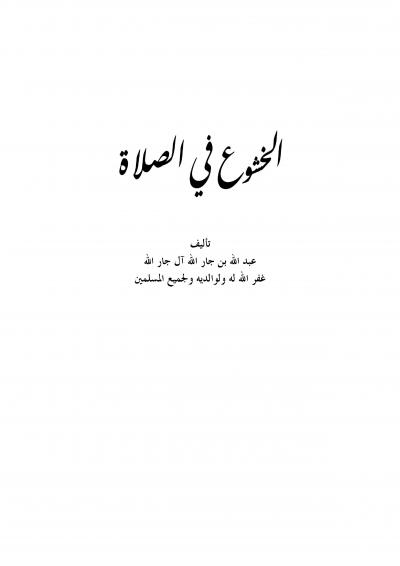 الخشوع في الصلاة
تأليف
عبد الله بن جار الله آل جار الله
غفر الله له ولوالديه ولجميع المسلمين